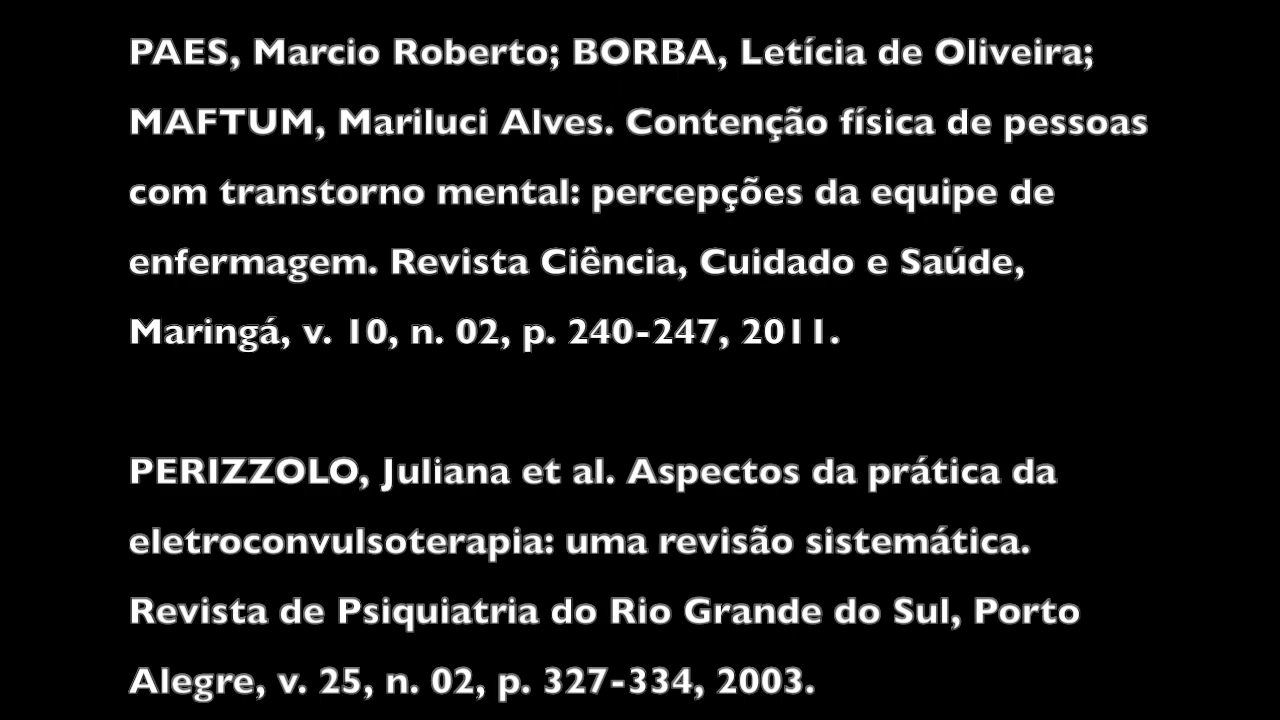 PAES, Marcio Roberto; BORBA, Letícia de Oliveira;
MAFTUM, Mariluci Alves. Contenção física de pessoas
com transtorno mental: percepções da equipe de
enfermagem. Revista Ciência, Cuidado e Saúde,
Maringá, v. 10, n. 02, p. 240-247, 2011.
PERIZZOLO, Juliana et al. Aspectos da prática da
eletroconvulsoterapia: uma revisão sistemática.
Revista de Psiquiatria do Rio Grande do Sul, Porto
Alegre, v. 25, n. 02, p. 327-334, 2003.